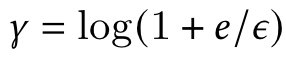 γ = log(1 + e/ϵ)